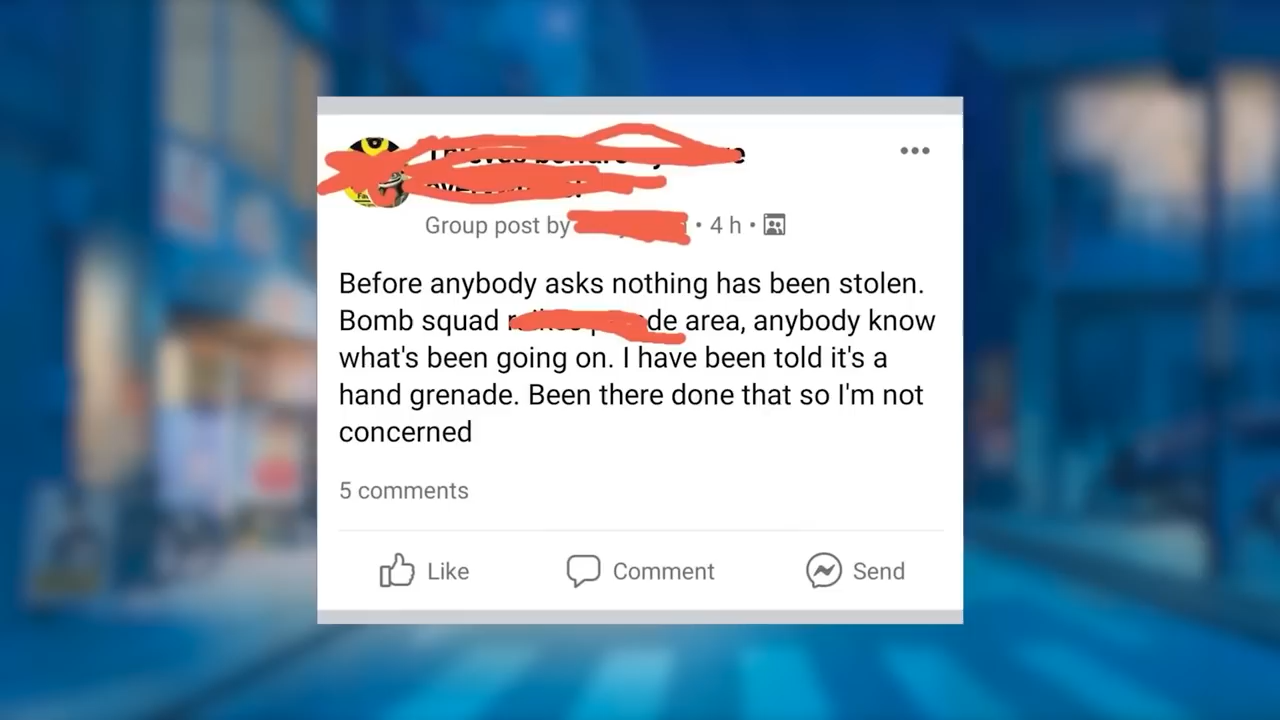 Group post by • 4 h •
Before anybody asks nothing has been stolen.
Bomb squad area, anybody know
what's been going on. I have been told it's a
hand grenade. Been there done that so I'm not
concerned
5 comments
Like Comment Send